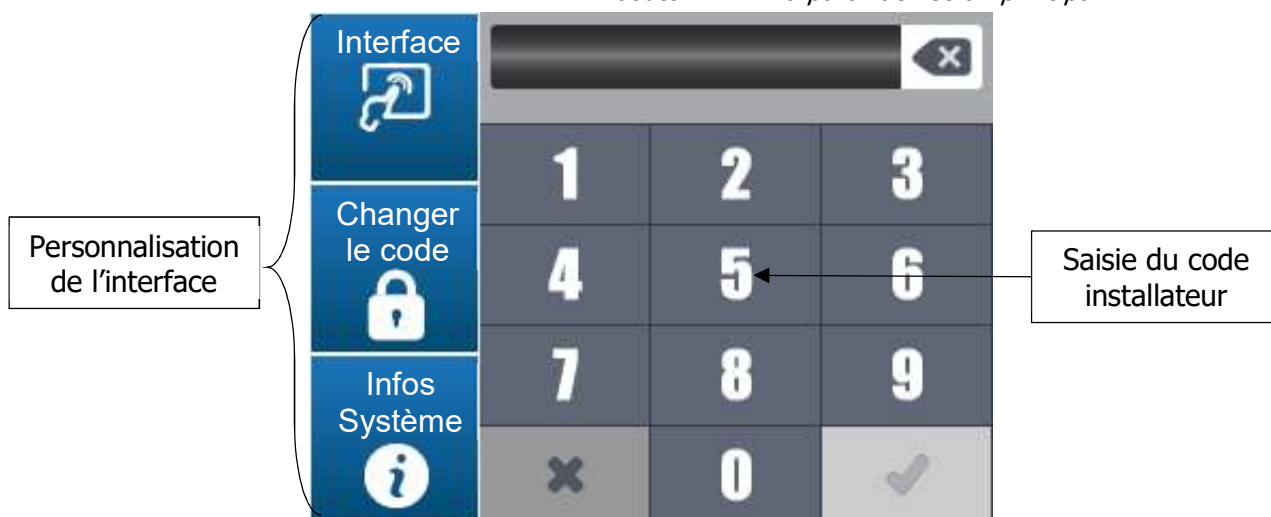 Interface
Changer
le code
Infos
Système
1 2 3
4 5 6
7 8 9
0
Personnalisation
de l'interface
Saisie du code
installateur